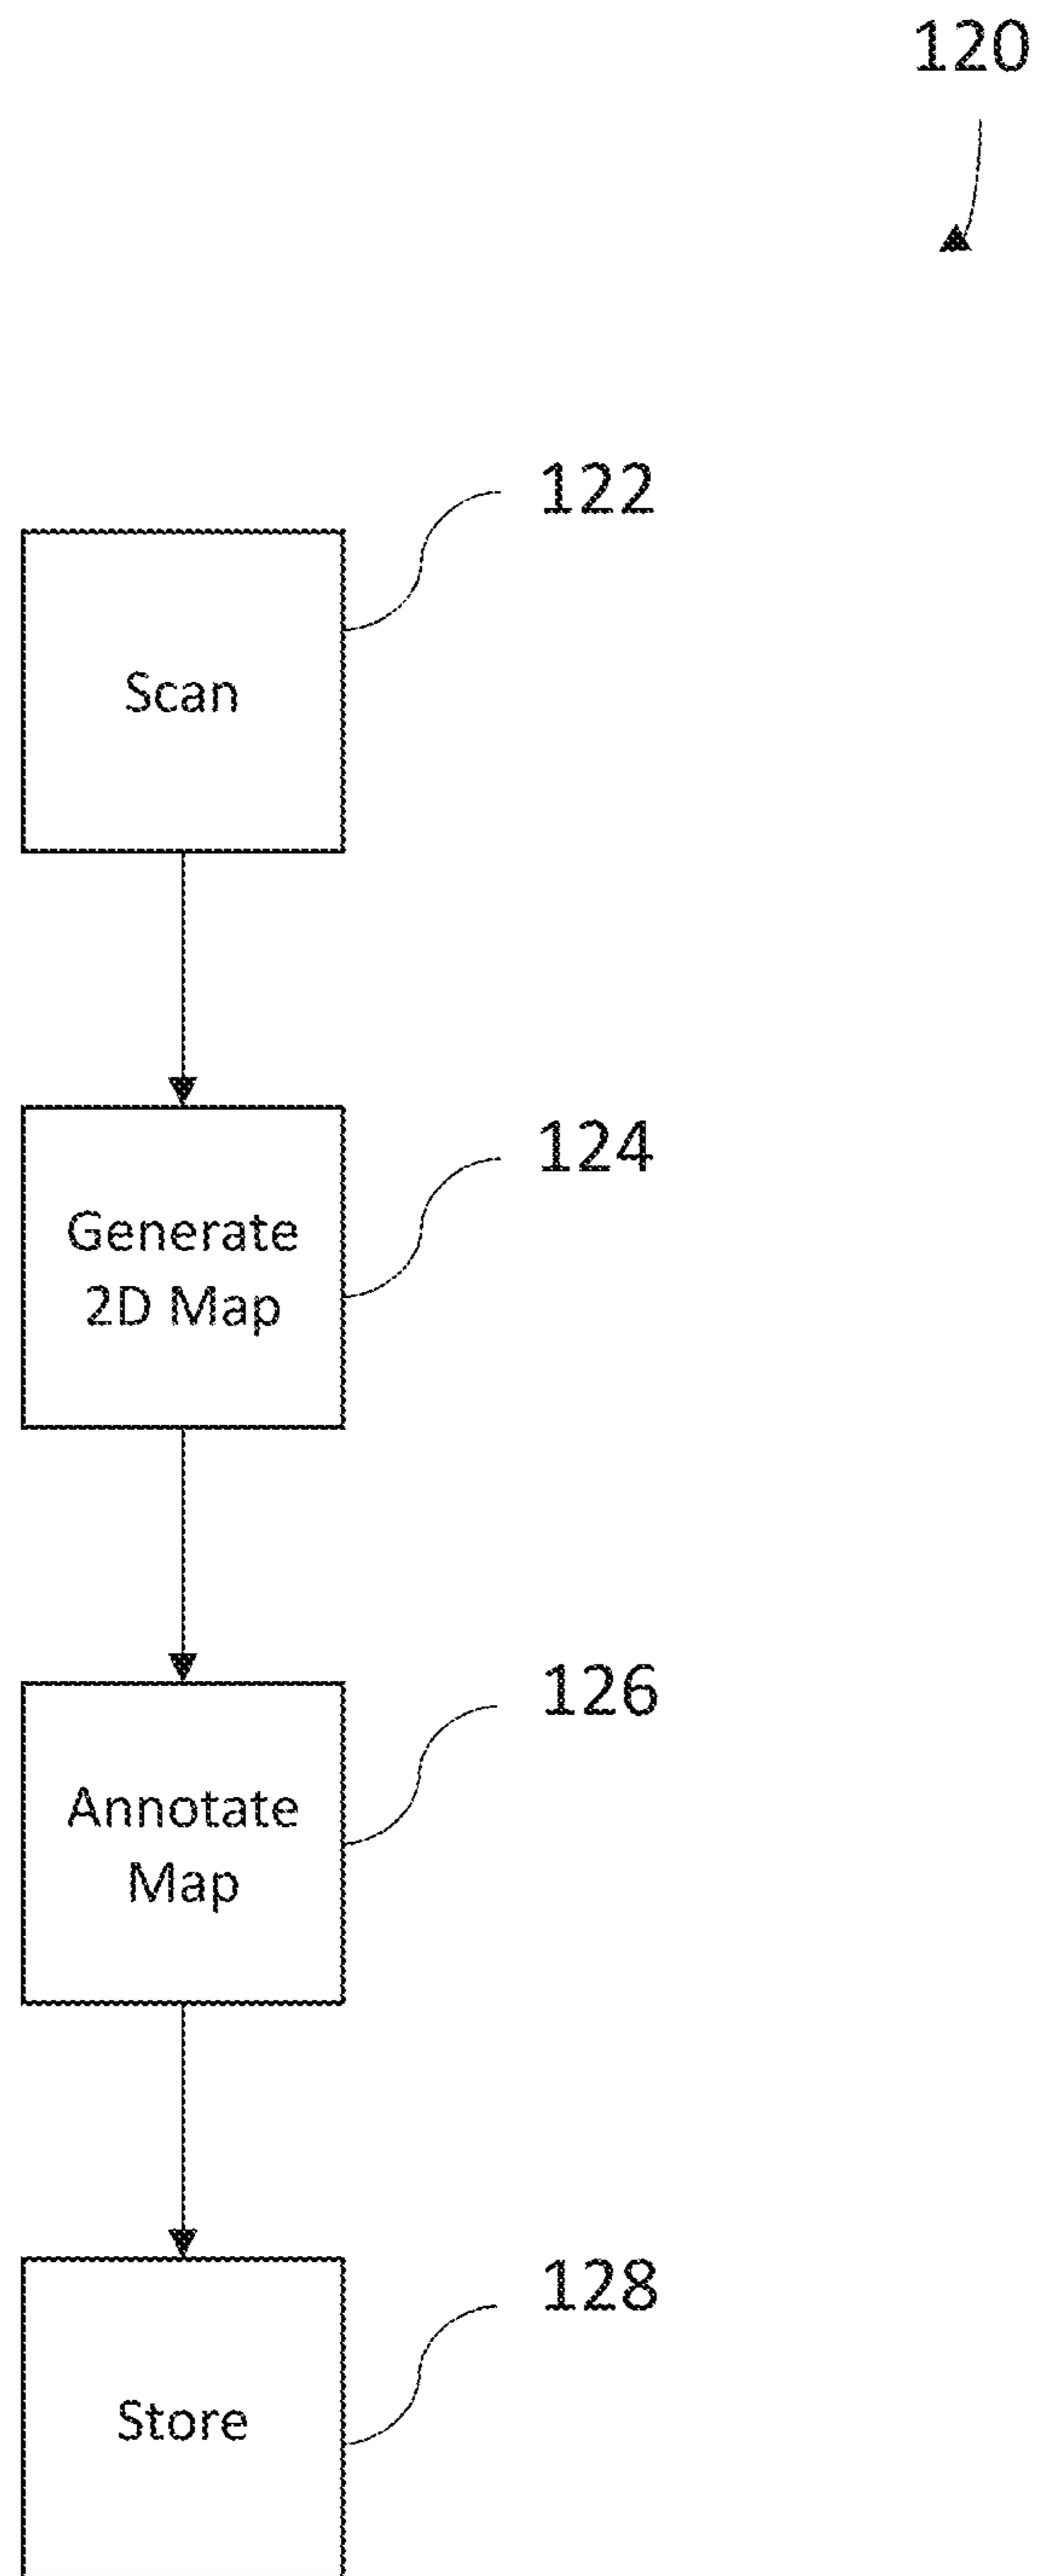 120
122
Scan
124
Generate
2D Map
126
Annotate
Map
128
Store